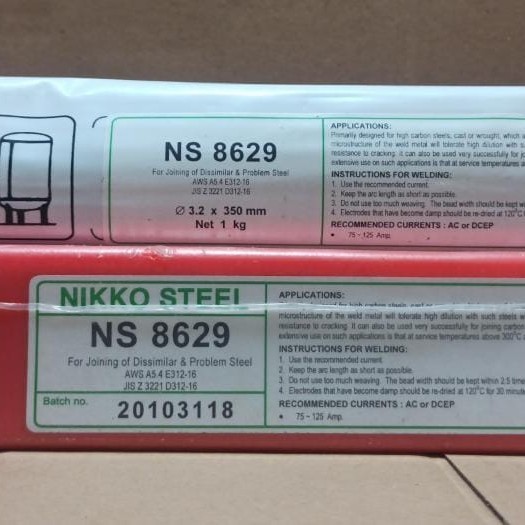 NS 8629
For Joining of Dissimilar & Problem Steel
AWS A5.4 E312-16
JIS Z 3221 D312-16
Ø 3.2 x 350 mm
Net 1 kg
APPLICATIONS:
Primarily designed for high carbon steels, cast or wrought, which a
microstructure of the weld metal will tolerate high dilution with s
resistance to cracking. it can also be used very successfully for jo
extensive use on such applications is that at service temperatures a
INSTRUCTIONS FOR WELDING:
1. Use the recommended current.
2. Keep the arc length as short as possible.
3. Do not use too much weaving. The bead width should be kept w
4. Electrodes that have become damp should be re-dried at 120°C
RECOMMENDED CURRENTS : AC or DCEP
• 75 - 125 Amp.
NIKKO STEEL
NS 8629
For Joining of Dissimilar & Problem Steel
AWS A5.4 E312-16
JIS Z 3221 D312-16
Batch no.
20103118
APPLICATIONS:
microstructure of the weld metal will tolerate high dilution with such steels w
resistance to cracking. It can also be used very successfully for joining carbon
extensive use on such applications is that at service temperatures above 300°C
INSTRUCTIONS FOR WELDING:
1. Use the recommended current.
2. Keep the arc length as short as possible.
3. Do not use too much weaving. The bead width should be kept within 2.5 time
4. Electrodes that have become damp should be re-dried at 120°C for 30 minute
RECOMMENDED CURRENTS : AC or DCEP
• 75 - 125 Amp.